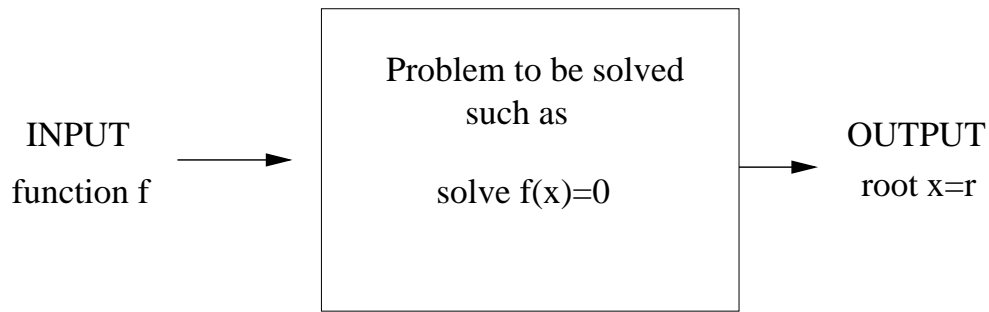 INPUT
function f
Problem to be solved
such as
solve f(x)=0
OUTPUT
root x=r